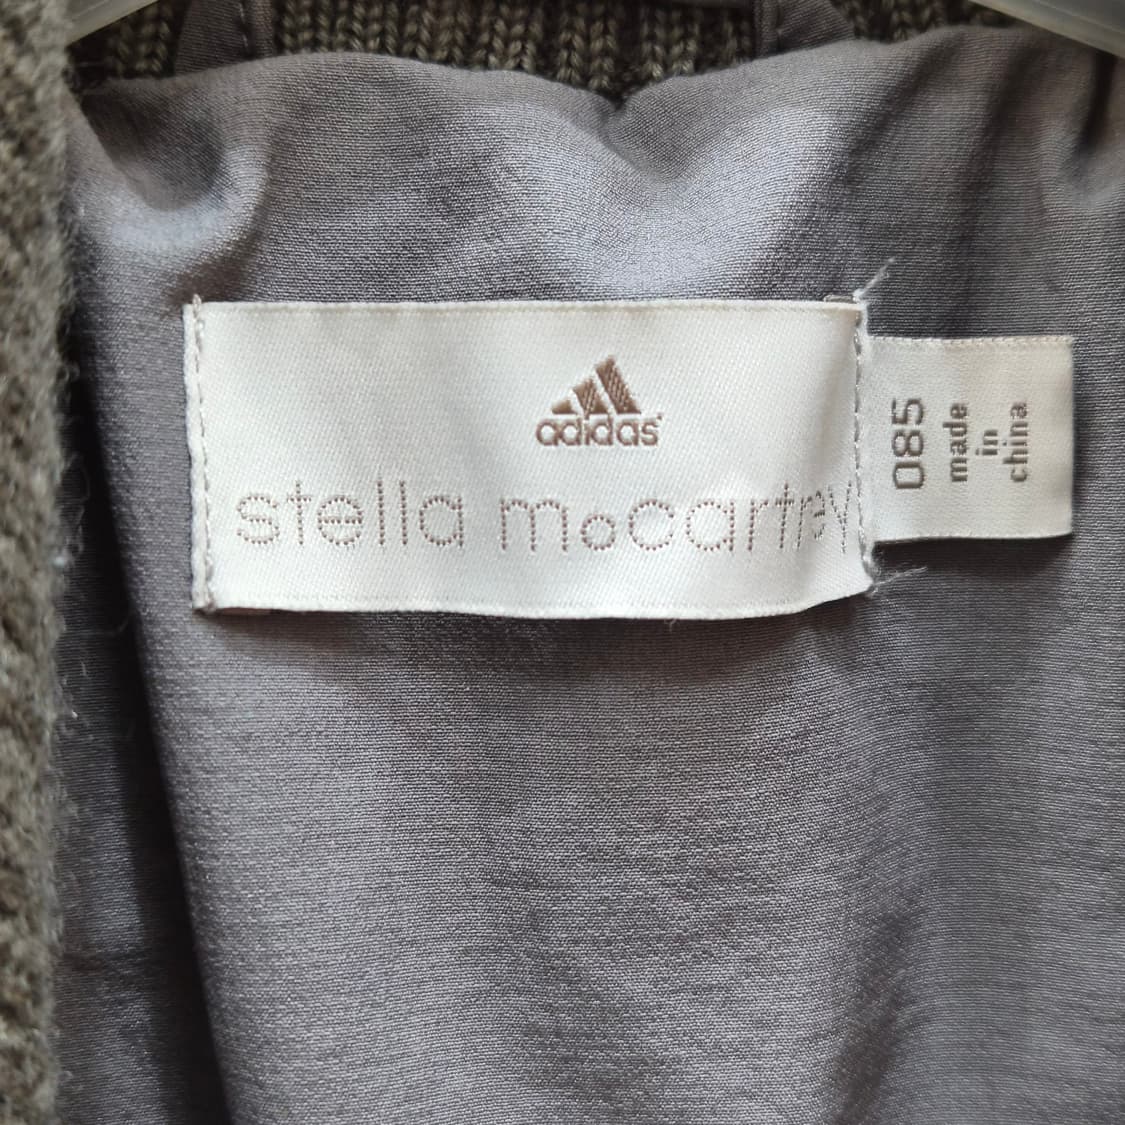 adidas
stella mccartney
085
made
in
china